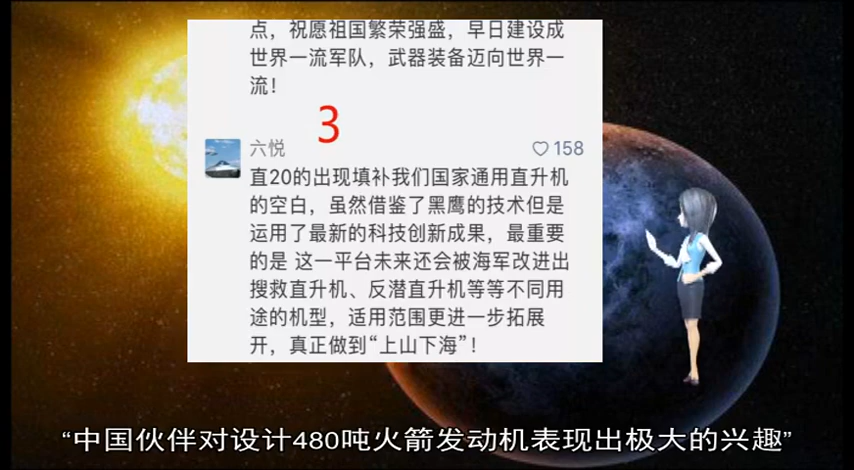 点，祝愿祖国繁荣强盛，早日建设成
世界一流军队，武器装备迈向世界一
流！
3
六悦
158
直20的出现填补我们国家通用直升机
的空白，虽然借鉴了黑鹰的技术但是
运用了最新的科技创新成果，最重要
的是 这一平台未来还会被海军改进出
搜救直升机、反潜直升机等等不同用
途的机型，适用范围更进一步拓展
开，真正做到“上山下海”！
“中国伙伴对设计480吨火箭发动机表现出极大的兴趣”